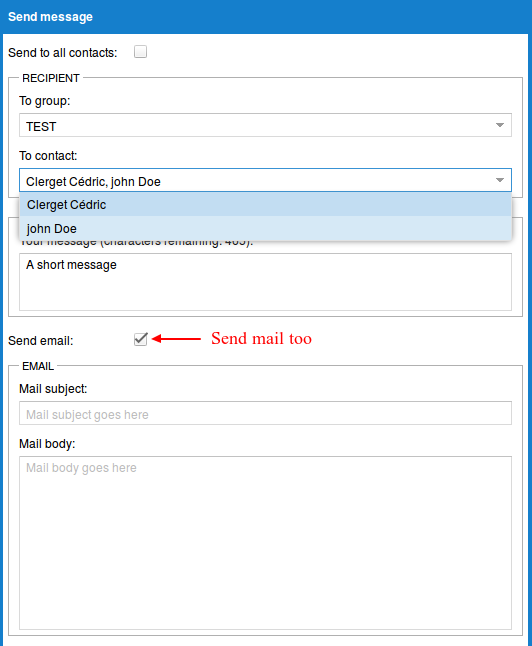 Send message
Send to all contacts:
RECIPIENT
To group:
TEST
To contact:
Clerget Cédric, john Doe
Clerget Cédric
john Doe
Your message (characters remaining: 465):
A short message
Send email:
Send mail too
EMAIL
Mail subject:
Mail subject goes here
Mail body:
Mail body goes here